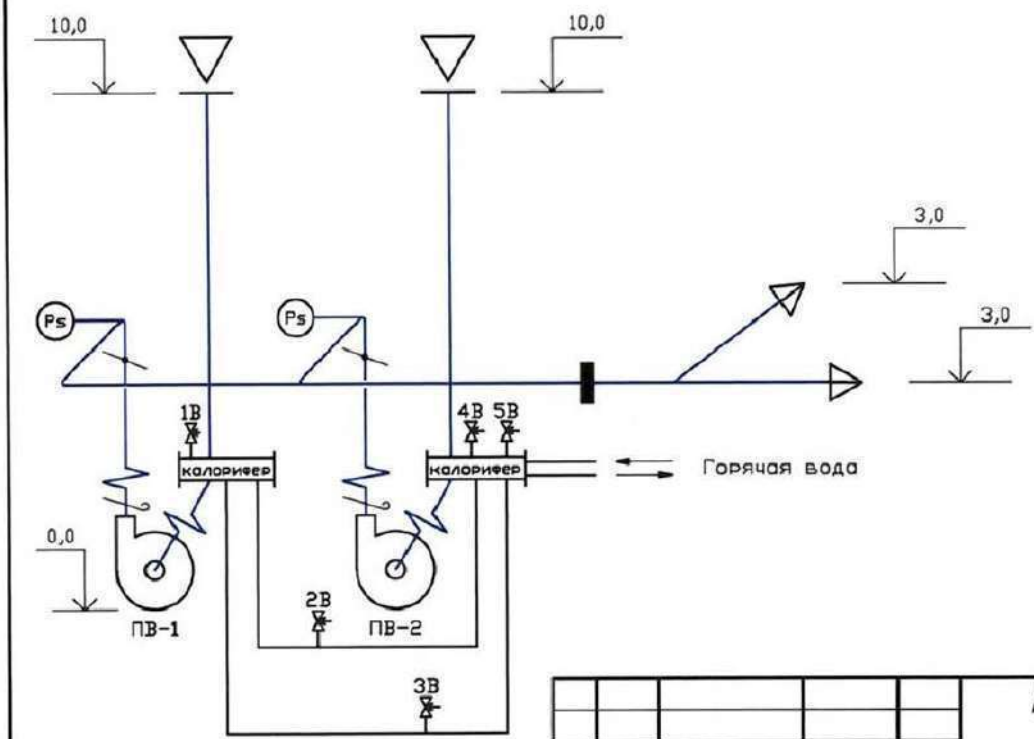 10,0
10,0
3,0
3,0
Ps
Ps
1В
4В 5В
калорифер
калорифер
Горячая вода
0,0
ПВ-1
ПВ-2
2В
3В